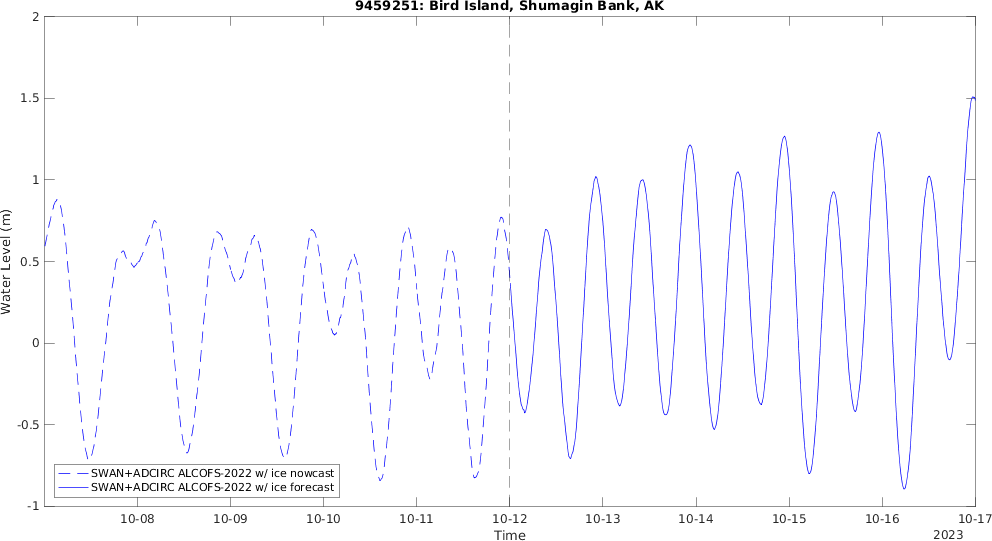 9459251: Bird Island, Shumagin Bank, AK
2
1.5
1
0.5
0
-0.5
-1
Water Level (m)
SWAN+ADCIRC ALCOFS-2022 w/ ice nowcast
SWAN+ADCIRC ALCOFS-2022 w/ ice forecast
10-08 10-09 10-10 10-11 10-12 10-13 10-14 10-15 10-16 10-17
Time
2023